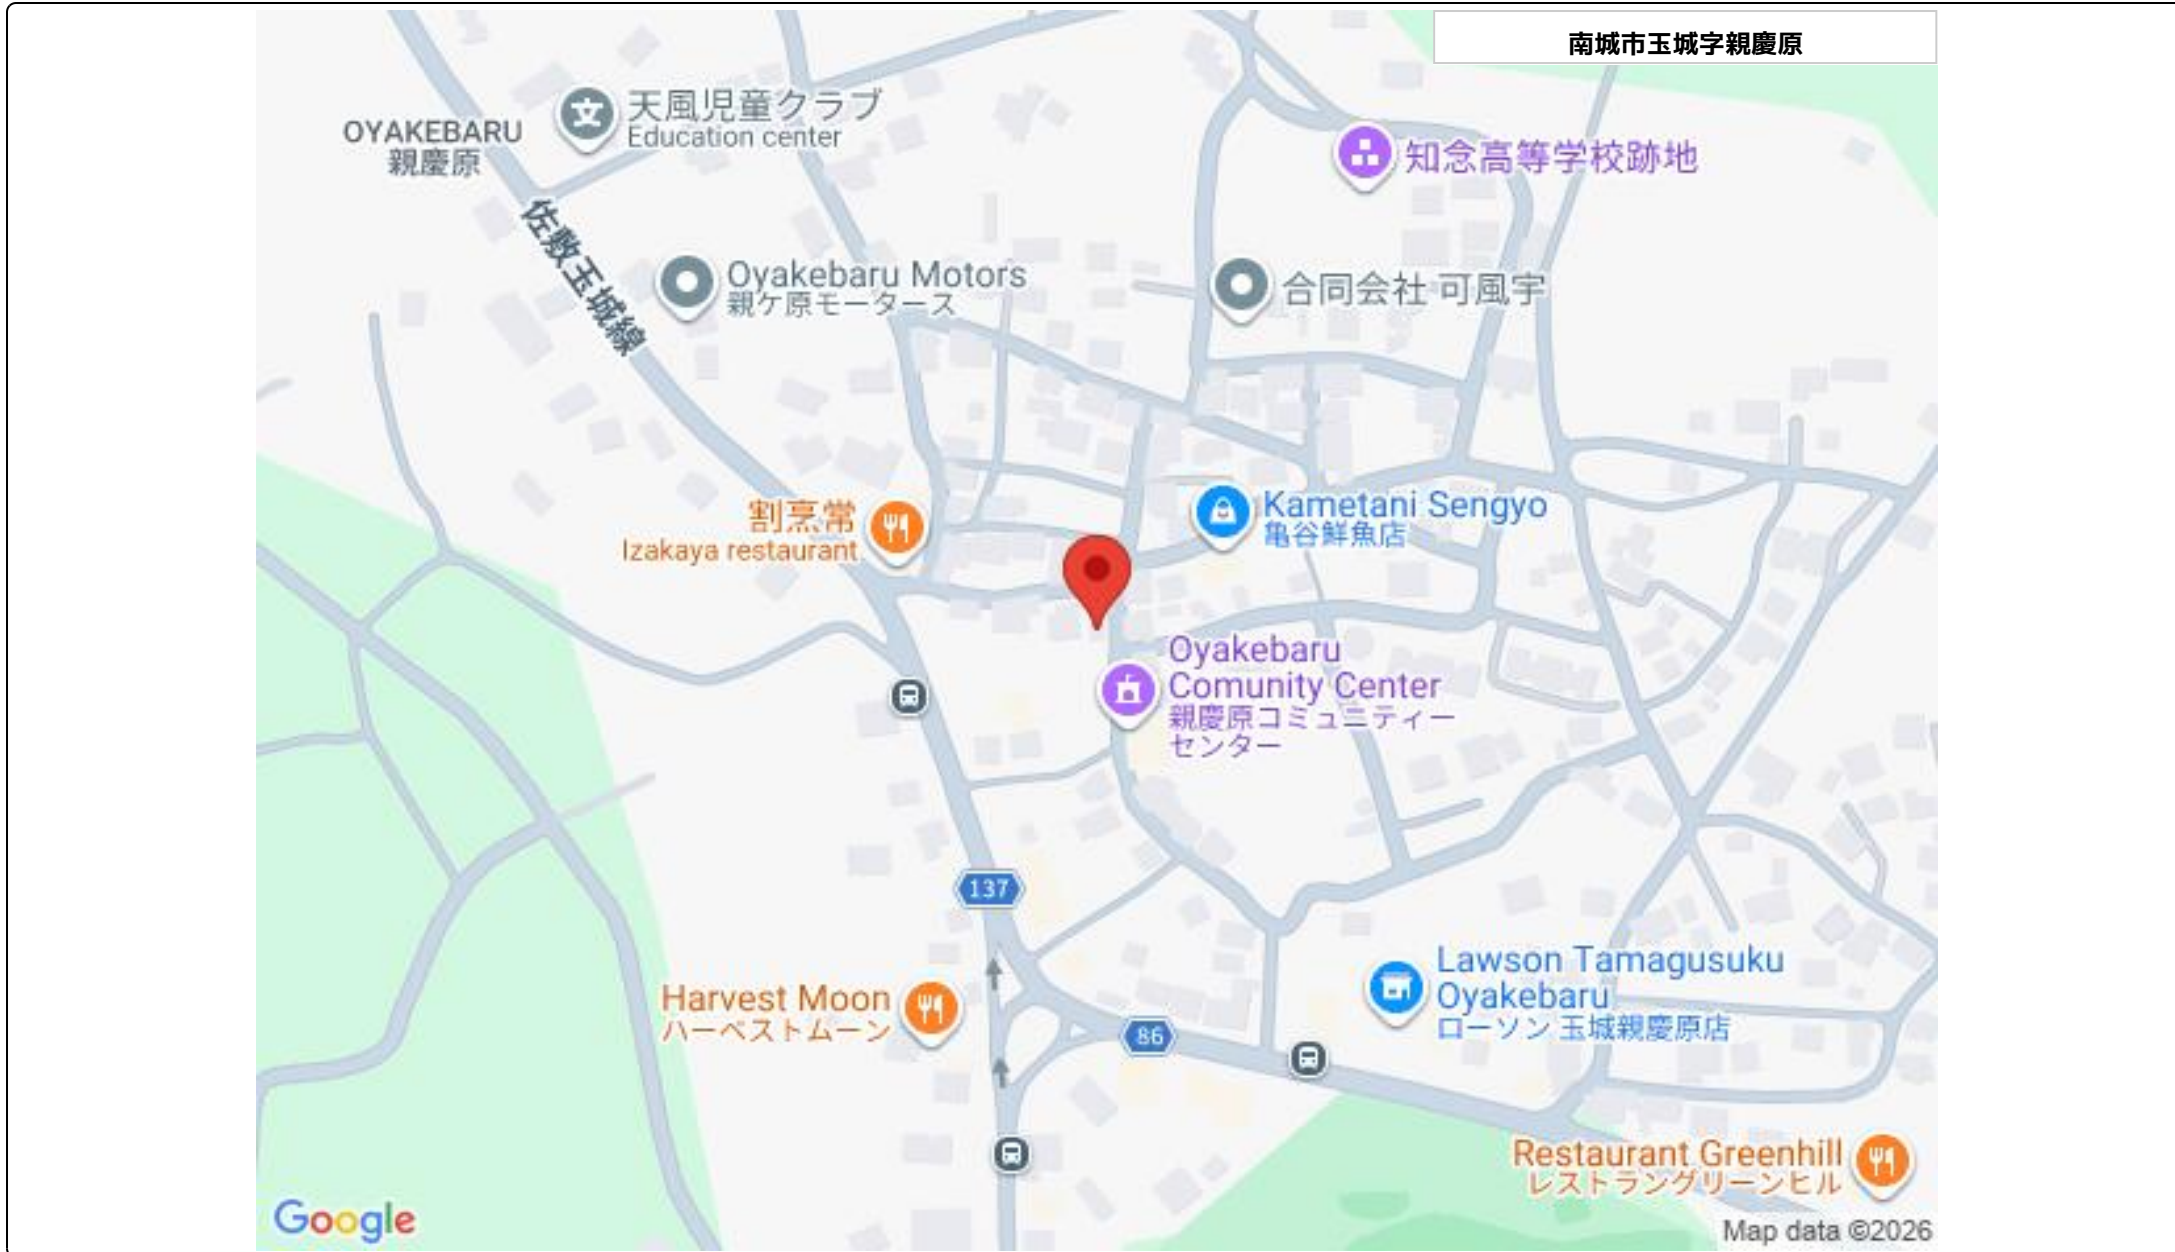 南城市玉城字親慶原
天風児童クラブ
Education center
OYAKEBARU
親慶原
知念高等学校跡地
佐敷玉城線
Oyakebaru Motors
親ケ原モータース
合同会社 可風宇
割烹常
Izakaya restaurant
Kametani Sengyo
亀谷鮮魚店
Oyakebaru
Comunity Center
親慶原コミュニティー
センター
137
Harvest Moon
ハーベストムーン
86
Lawson Tamagusuku
Oyakebaru
ローソン 玉城親慶原店
Restaurant Greenhill
レストラングリーンヒル
Google
Map data ©2026